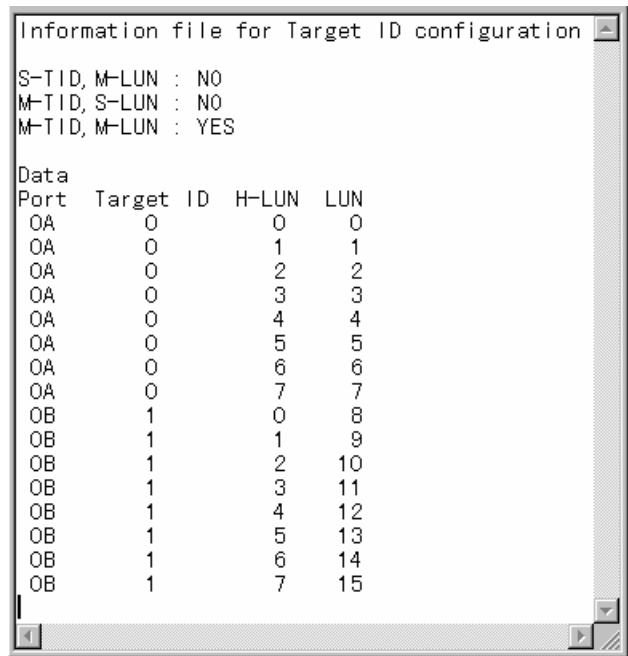 Information file for Target ID configuration
S-TID, M-LUN : NO
M-TID, S-LUN : NO
M-TID, M-LUN : YES
Data
Port Target ID H-LUN LUN
0A 0 0 0
0A 0 1 1
0A 0 2 2
0A 0 3 3
0A 0 4 4
0A 0 5 5
0A 0 6 6
0A 0 7 7
0B 1 0 8
0B 1 1 9
0B 1 2 10
0B 1 3 11
0B 1 4 12
0B 1 5 13
0B 1 6 14
0B 1 7 15